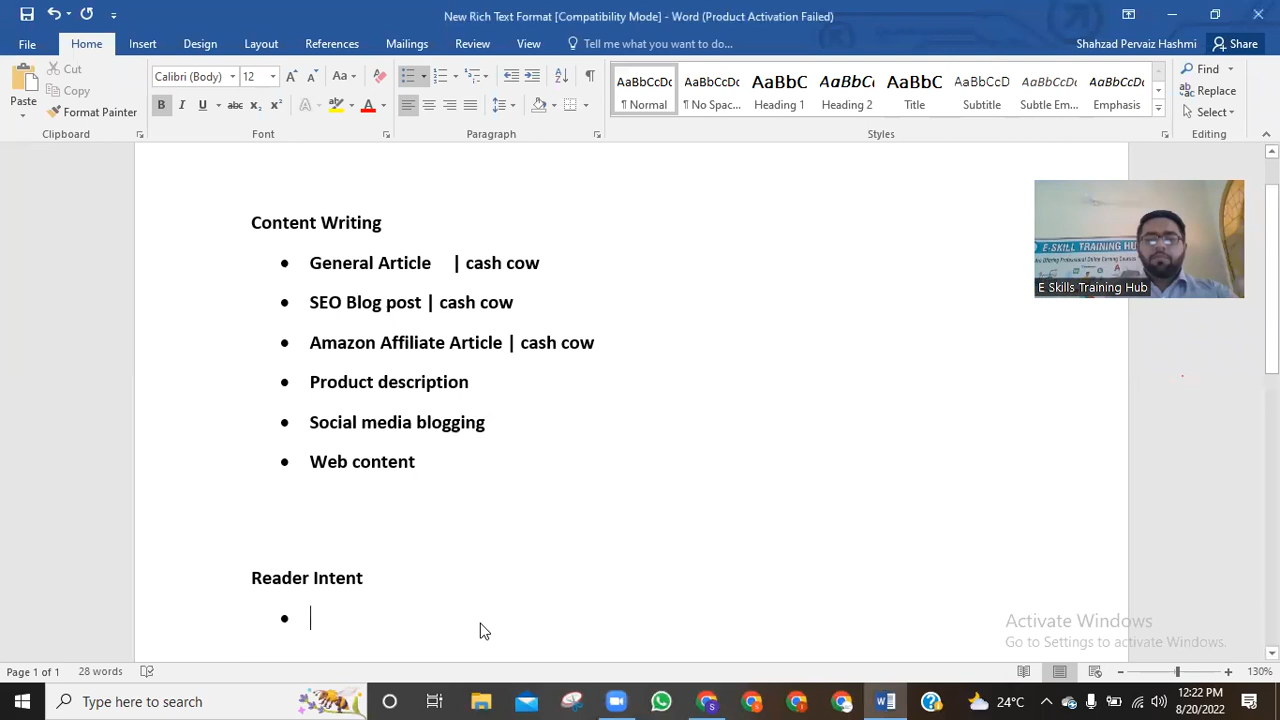 New Rich Text Format [Compatibility Mode] - Word (Product Activation Failed)
File Home Insert Design Layout References Mailings Review View Tell me what you want to do... Shahzad Pervaiz Hashmi Share
Paste Cut Copy Format Painter
Clipboard
Calibri (Body) 12
Font
Paragraph
AaBbCcDc AaBbCcDc AaBbC AaBbCc AaBbC AaBbCcD AaBbCcDc AaBbCcDc
¶ Normal ¶ No Spac... Heading 1 Heading 2 Title Subtitle Subtle Em... Emphasis
Styles
Find
Replace
Select
Editing
Content Writing
• General Article | cash cow
• SEO Blog post | cash cow
• Amazon Affiliate Article | cash cow
• Product description
• Social media blogging
• Web content
Reader Intent
•
E-SKILL TRAINING HU
E Skills Training Hub
Activate Windows
Go to Settings to activate Windows.
Page 1 of 1 28 words 130%
Type here to search
24°C
12:22 PM
8/20/2022